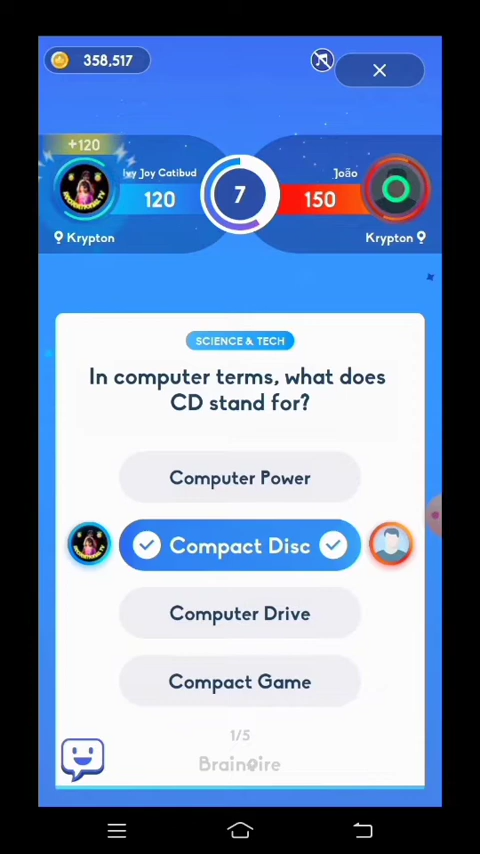 358,517
+120
Ivy Joy Catibud
120
7
João
150
Krypton
Krypton
SCIENCE & TECH
In computer terms, what does
CD stand for?
Computer Power
Compact Disc
Computer Drive
Compact Game
1/5